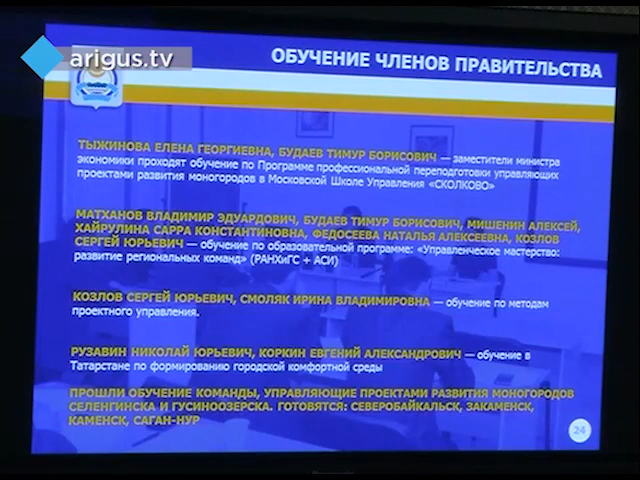 arigus.tv
ОБУЧЕНИЕ ЧЛЕНОВ ПРАВИТЕЛЬСТВА
ТЫЖИНОВА ЕЛЕНА ГЕОРГИЕВНА, БУДАЕВ ТИМУР БОРИСОВИЧ — заместители министра
экономики проходят обучение по Программе профессиональной переподготовки управляющих
проектами развития моногородов в Московской Школе Управления «СКОЛКОВО»
МАТХАНОВ ВЛАДИМИР ЭДУАРДОВИЧ, БУДАЕВ ТИМУР БОРИСОВИЧ, МИШЕНИН АЛЕКСЕЙ,
ХАЙРУЛИНА САРРА КОНСТАНТИНОВНА, ФЕДОСЕЕВА НАТАЛЬЯ АЛЕКСЕЕВНА, КОЗЛОВ
СЕРГЕЙ ЮРЬЕВИЧ — обучение по образовательной программе: «Управленческое мастерство:
развитие региональных команд» (РАНХиГС + АСИ)
КОЗЛОВ СЕРГЕЙ ЮРЬЕВИЧ, СМОЛЯК ИРИНА ВЛАДИМИРОВНА — обучение по методам
проектного управления.
РУЗАВИН НИКОЛАЙ ЮРЬЕВИЧ, КОРКИН ЕВГЕНИЙ АЛЕКСАНДРОВИЧ — обучение в
Татарстане по формированию городской комфортной среды
ПРОШЛИ ОБУЧЕНИЕ КОМАНДЫ, УПРАВЛЯЮЩИЕ ПРОЕКТАМИ РАЗВИТИЯ МОНОГОРОДОВ
СЕЛЕНГИНСКА И ГУСИНООЗЕРСКА. ГОТОВЯТСЯ: СЕВЕРОБАЙКАЛЬСК, ЗАКАМЕНСК,
КАМЕНСК, САГАН-НУР
24